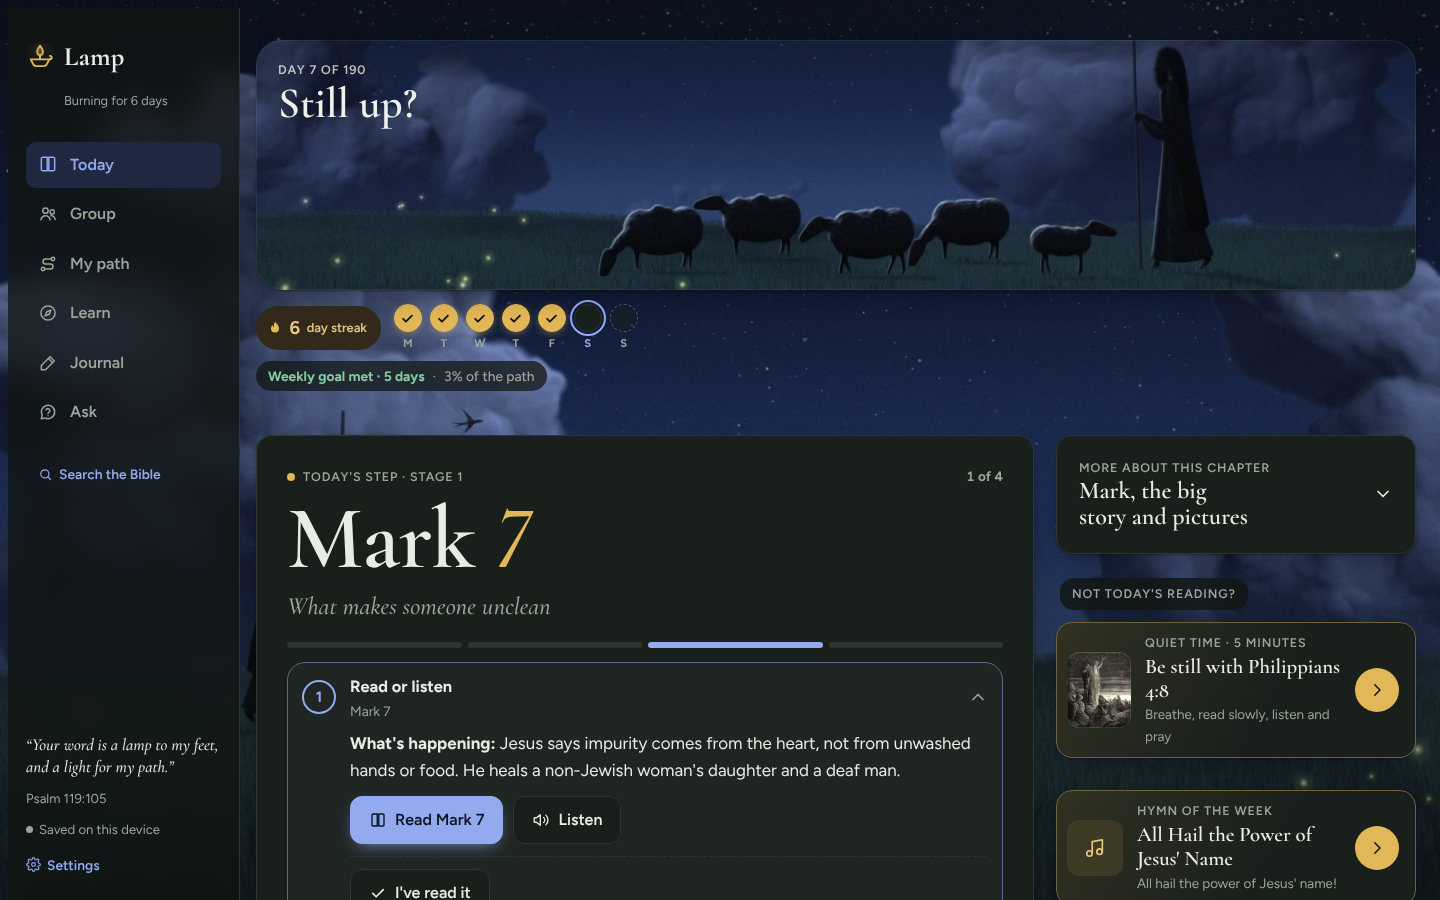 Lamp
Burning for 6 days
Today
Group
My path
Learn
Journal
Ask
Search the Bible
“Your word is a lamp to my feet,
and a light for my path.”
Psalm 119:105
Saved on this device
Settings
DAY 7 OF 190
Still up?
6 day streak
M T W T F S S
Weekly goal met · 5 days · 3% of the path
TODAY'S STEP · STAGE 1
1 of 4
Mark 7
What makes someone unclean
1
Read or listen
Mark 7
What's happening: Jesus says impurity comes from the heart, not from unwashed
hands or food. He heals a non-Jewish woman's daughter and a deaf man.
Read Mark 7
Listen
I've read it
MORE ABOUT THIS CHAPTER
Mark, the big
story and pictures
NOT TODAY'S READING?
QUIET TIME · 5 MINUTES
Be still with Philippians
4:8
Breathe, read slowly, listen and
pray
HYMN OF THE WEEK
All Hail the Power of
Jesus' Name
All hail the power of Jesus' name!